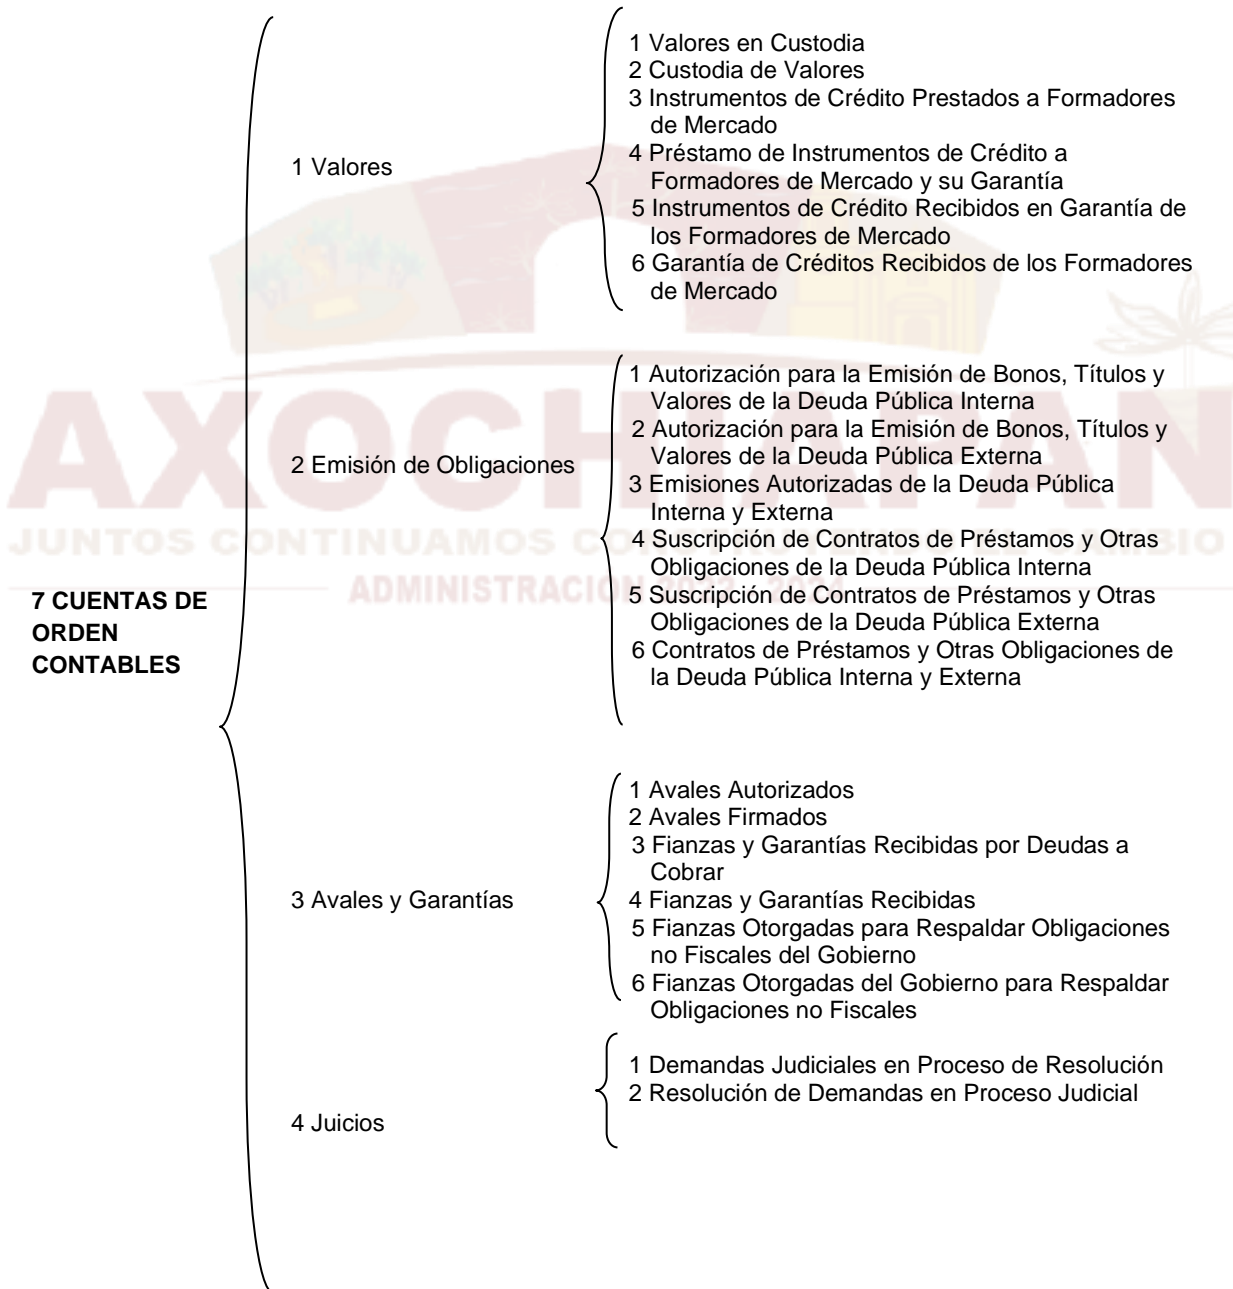 1 Valores en Custodia
2 Custodia de Valores
3 Instrumentos de Crédito Prestados a Formadores
de Mercado
1 Valores
4 Préstamo de Instrumentos de Crédito a
Formadores de Mercado y su Garantía
5 Instrumentos de Crédito Recibidos en Garantía de
los Formadores de Mercado
6 Garantía de Créditos Recibidos de los Formadores
de Mercado
1 Autorización para la Emisión de Bonos, Títulos y
Valores de la Deuda Pública Interna
2 Autorización para la Emisión de Bonos, Títulos y
Valores de la Deuda Pública Externa
2 Emisión de Obligaciones
3 Emisiones Autorizadas de la Deuda Pública
Interna y Externa
4 Suscripción de Contratos de Préstamos y Otras
Obligaciones de la Deuda Pública Interna
5 Suscripción de Contratos de Préstamos y Otras
Obligaciones de la Deuda Pública Externa
6 Contratos de Préstamos y Otras Obligaciones de
la Deuda Pública Interna y Externa
AXOCHIAPAN
JUNTOS CONTINUAMOS CONSTRUYENDO EL CAMBIO
ADMINISTRACION 2022 - 2024
7 CUENTAS DE
ORDEN
CONTABLES
1 Avales Autorizados
2 Avales Firmados
3 Fianzas y Garantías Recibidas por Deudas a
Cobrar
3 Avales y Garantías
4 Fianzas y Garantías Recibidas
5 Fianzas Otorgadas para Respaldar Obligaciones
no Fiscales del Gobierno
6 Fianzas Otorgadas del Gobierno para Respaldar
Obligaciones no Fiscales
1 Demandas Judiciales en Proceso de Resolución
2 Resolución de Demandas en Proceso Judicial
4 Juicios